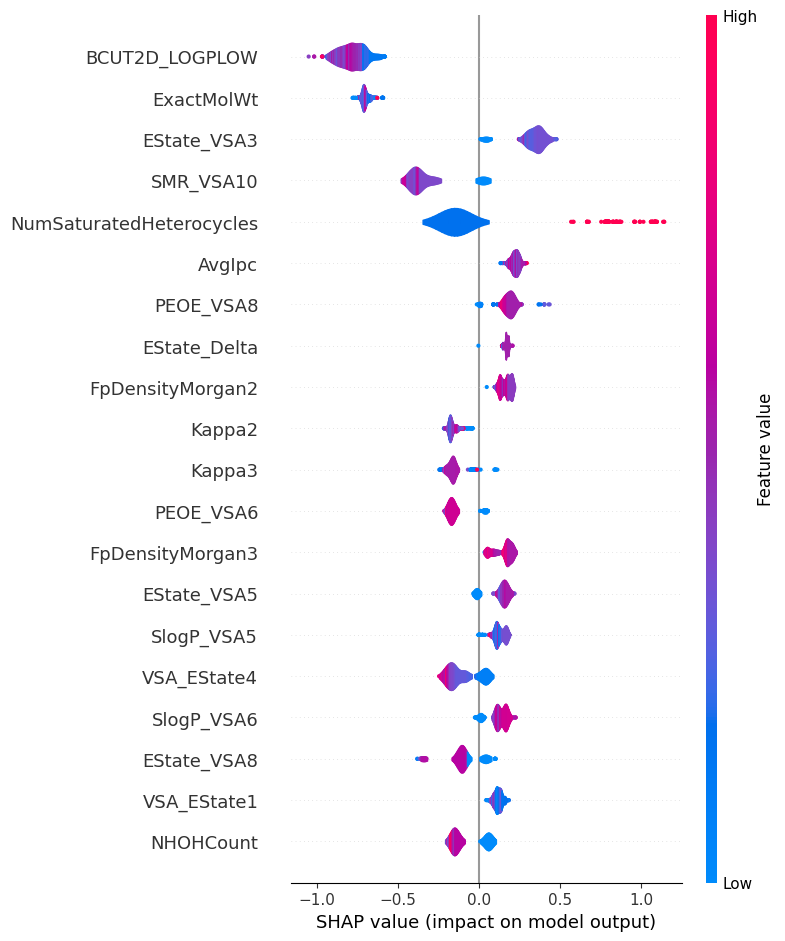 High
BCUT2D_LOGPLOW
ExactMolWt
EState_VSA3
SMR_VSA10
NumSaturatedHeterocycles
AvgIpc
PEOE_VSA8
EState_Delta
FpDensityMorgan2
Kappa2
Kappa3
PEOE_VSA6
FpDensityMorgan3
EState_VSA5
SlogP_VSA5
VSA_EState4
SlogP_VSA6
EState_VSA8
VSA_EState1
NHOHCount
Feature value
Low
−1.0 −0.5 0.0 0.5 1.0
SHAP value (impact on model output)